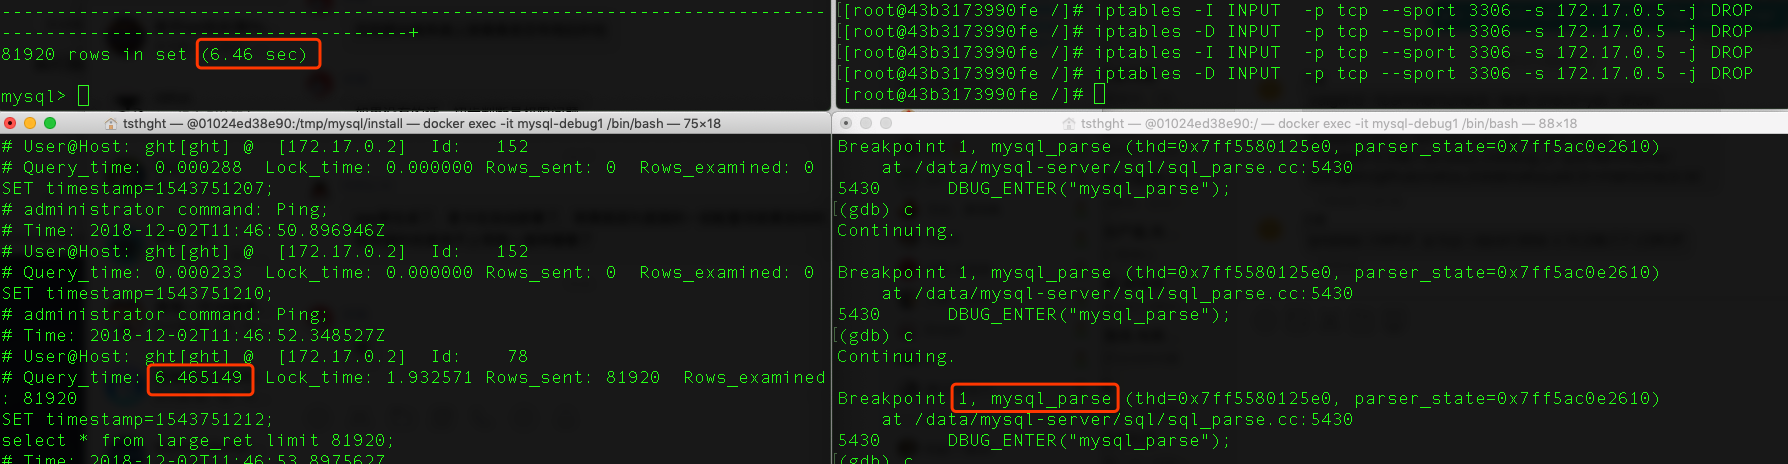 --------------------------------------------------------------------------------
---------------------------------------+
81920 rows in set (6.46 sec)
mysql> 
[[root@43b3173990fe /]# iptables -I INPUT  -p tcp --sport 3306 -s 172.17.0.5 -j DROP
[[root@43b3173990fe /]# iptables -D INPUT  -p tcp --sport 3306 -s 172.17.0.5 -j DROP
[[root@43b3173990fe /]# iptables -I INPUT  -p tcp --sport 3306 -s 172.17.0.5 -j DROP
[[root@43b3173990fe /]# iptables -D INPUT  -p tcp --sport 3306 -s 172.17.0.5 -j DROP
[root@43b3173990fe /]# 
tsthght — @01024ed38e90:/tmp/mysql/install — docker exec -it mysql-debug1 /bin/bash — 75×18
# User@Host: ght[ght] @  [172.17.0.2]  Id:   152
# Query_time: 0.000288  Lock_time: 0.000000 Rows_sent: 0  Rows_examined: 0
SET timestamp=1543751207;
# administrator command: Ping;
# Time: 2018-12-02T11:46:50.896946Z
# User@Host: ght[ght] @  [172.17.0.2]  Id:   152
# Query_time: 0.000233  Lock_time: 0.000000 Rows_sent: 0  Rows_examined: 0
SET timestamp=1543751210;
# administrator command: Ping;
# Time: 2018-12-02T11:46:52.348527Z
# User@Host: ght[ght] @  [172.17.0.2]  Id:    78
# Query_time: 6.465149  Lock_time: 1.932571 Rows_sent: 81920  Rows_examined
: 81920
SET timestamp=1543751212;
select * from large_ret limit 81920;
# Time: 2018-12-02T11:46:53.897562Z
tsthght — @01024ed38e90:/ — docker exec -it mysql-debug1 /bin/bash — 88×18
Breakpoint 1, mysql_parse (thd=0x7ff5580125e0, parser_state=0x7ff5ac0e2610)
    at /data/mysql-server/sql/sql_parse.cc:5430
5430      DBUG_ENTER("mysql_parse");
[(gdb) c
Continuing.
Breakpoint 1, mysql_parse (thd=0x7ff5580125e0, parser_state=0x7ff5ac0e2610)
    at /data/mysql-server/sql/sql_parse.cc:5430
5430      DBUG_ENTER("mysql_parse");
[(gdb) c
Continuing.
Breakpoint 1, mysql_parse (thd=0x7ff5580125e0, parser_state=0x7ff5ac0e2610)
    at /data/mysql-server/sql/sql_parse.cc:5430
5430      DBUG_ENTER("mysql_parse");
[(gdb) c